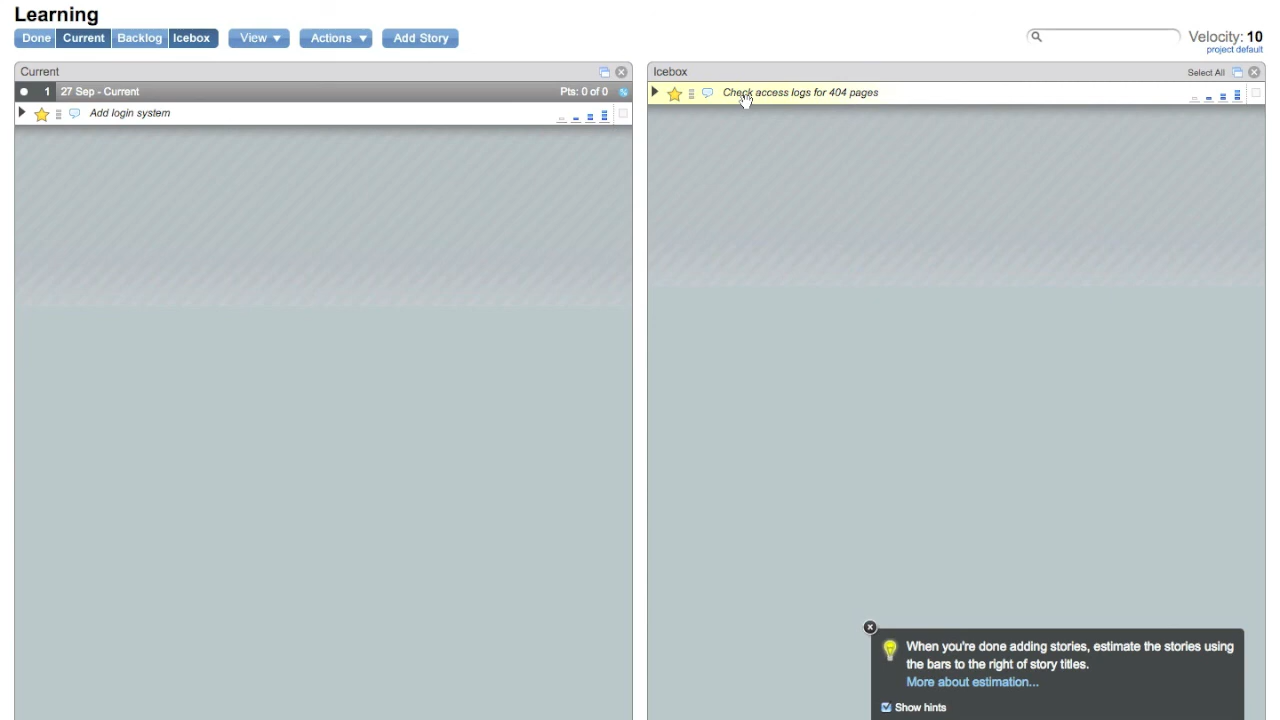 Learning
Done Current Backlog Icebox View Actions Add Story Velocity: 10
project default
Current
1 27 Sep - Current Pts: 0 of 0
Add login system
Icebox Select All
Check access logs for 404 pages
When you're done adding stories, estimate the stories using
the bars to the right of story titles.
More about estimation...
Show hints